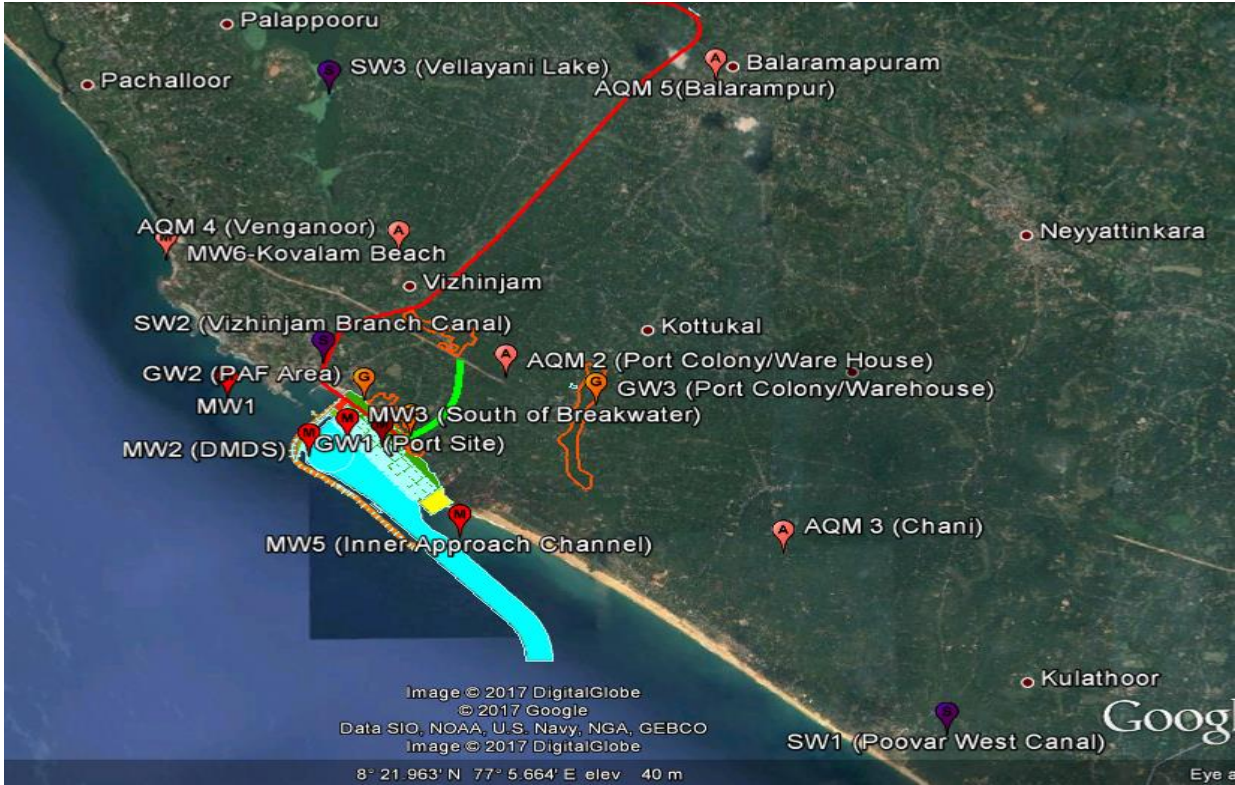 Palappooru
SW3 (Vellayani Lake)
A
Balaramapuram
Pachalloor
S
AQM 5(Balarampur)
AQM 4 (Venganoor)
A
Neyyattinkara
MW6-Kovalam Beach
Vizhinjam
SW2 (Vizhinjam Branch Canal)
Kottukal
S
A
AQM 2 (Port Colony/Ware House)
GW2 (PAF Area)
G
G
GW3 (Port Colony/Warehouse)
MW1
M
MW3 (South of Breakwater)
MW2 (DMDS)
M
GW1 (Port Site)
M
A
AQM 3 (Chani)
MW5 (Inner Approach Channel)
Kulathoor
Image © 2017 DigitalGlobe
© 2017 Google
S
Data SIO, NOAA, U.S. Navy, NGA, GEBCO
SW1 (Poovar West Canal)
Googl
Image © 2017 DigitalGlobe
8° 21.963' N 77° 5.664' E elev 40 m
Eye a